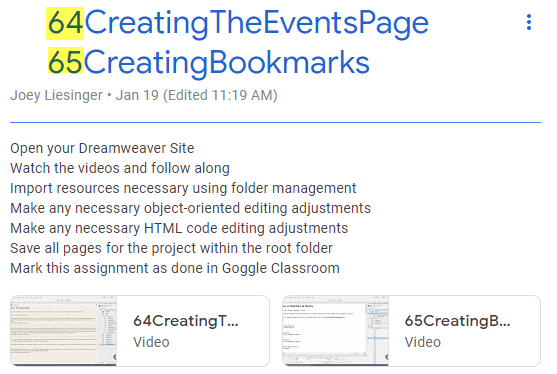 64CreatingTheEventsPage
65CreatingBookmarks
Joey Liesinger • Jan 19 (Edited 11:19 AM)
Open your Dreamweaver Site
Watch the videos and follow along
Import resources necessary using folder management
Make any necessary object-oriented editing adjustments
Make any necessary HTML code editing adjustments
Save all pages for the project within the root folder
Mark this assignment as done in Goggle Classroom
64CreatingT...
Video
65CreatingB...
Video